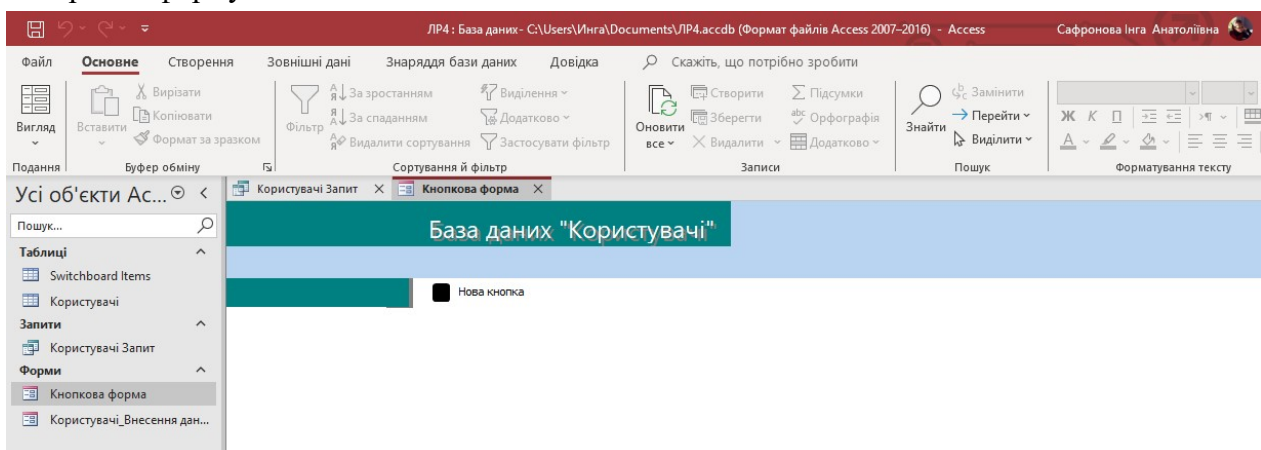 ЛР4 : База даних- C:\Users\Инга\Documents\ЛР4.accdb (Формат файлів Access 2007–2016) - Access Сафронова Інга Анатоліївна
Файл Основне Створення Зовнішні дані Знаряддя бази даних Довідка Скажіть, що потрібно зробити
Вигляд
Вставити
Вирізати
Копіювати
Формат за зразком
Фільтр
За зростанням
За спаданням
Видалити сортування
Виділення
Додатково
Застосувати фільтр
Оновити
все
Створити
Зберегти
Видалити
Підсумки
Орфографія
Додатково
Знайти
Замінити
Перейти
Виділити
Ж К П
Подання Буфер обміну Сортування й фільтр Записи Пошук Форматування тексту
Усі об'єкти Ac...
Пошук...
Таблиці
Switchboard Items
Користувачі
Запити
Користувачі Запит
Форми
Кнопкова форма
Користувачі_Внесення дан...
Користувачі Запит Кнопкова форма
База даних "Користувачі"
Нова кнопка